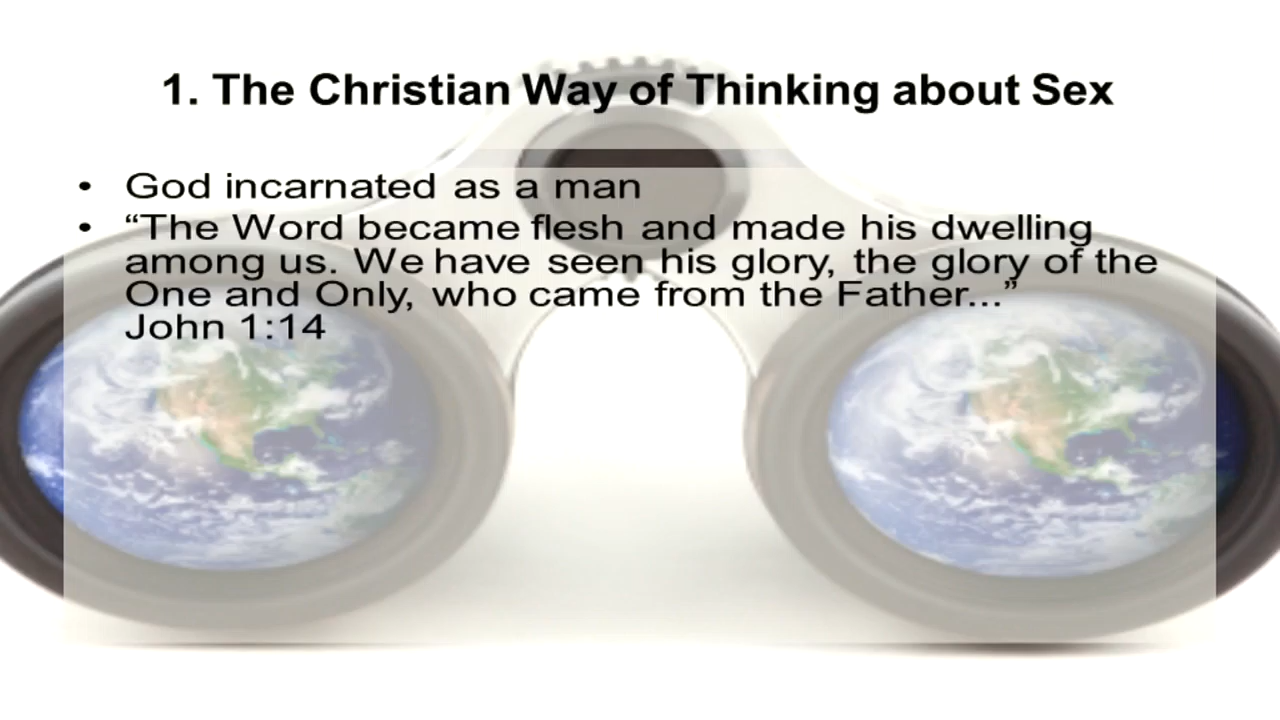 1. The Christian Way of Thinking about Sex
• God incarnated as a man
• “The Word became flesh and made his dwelling
among us. We have seen his glory, the glory of the
One and Only, who came from the Father...”
John 1:14